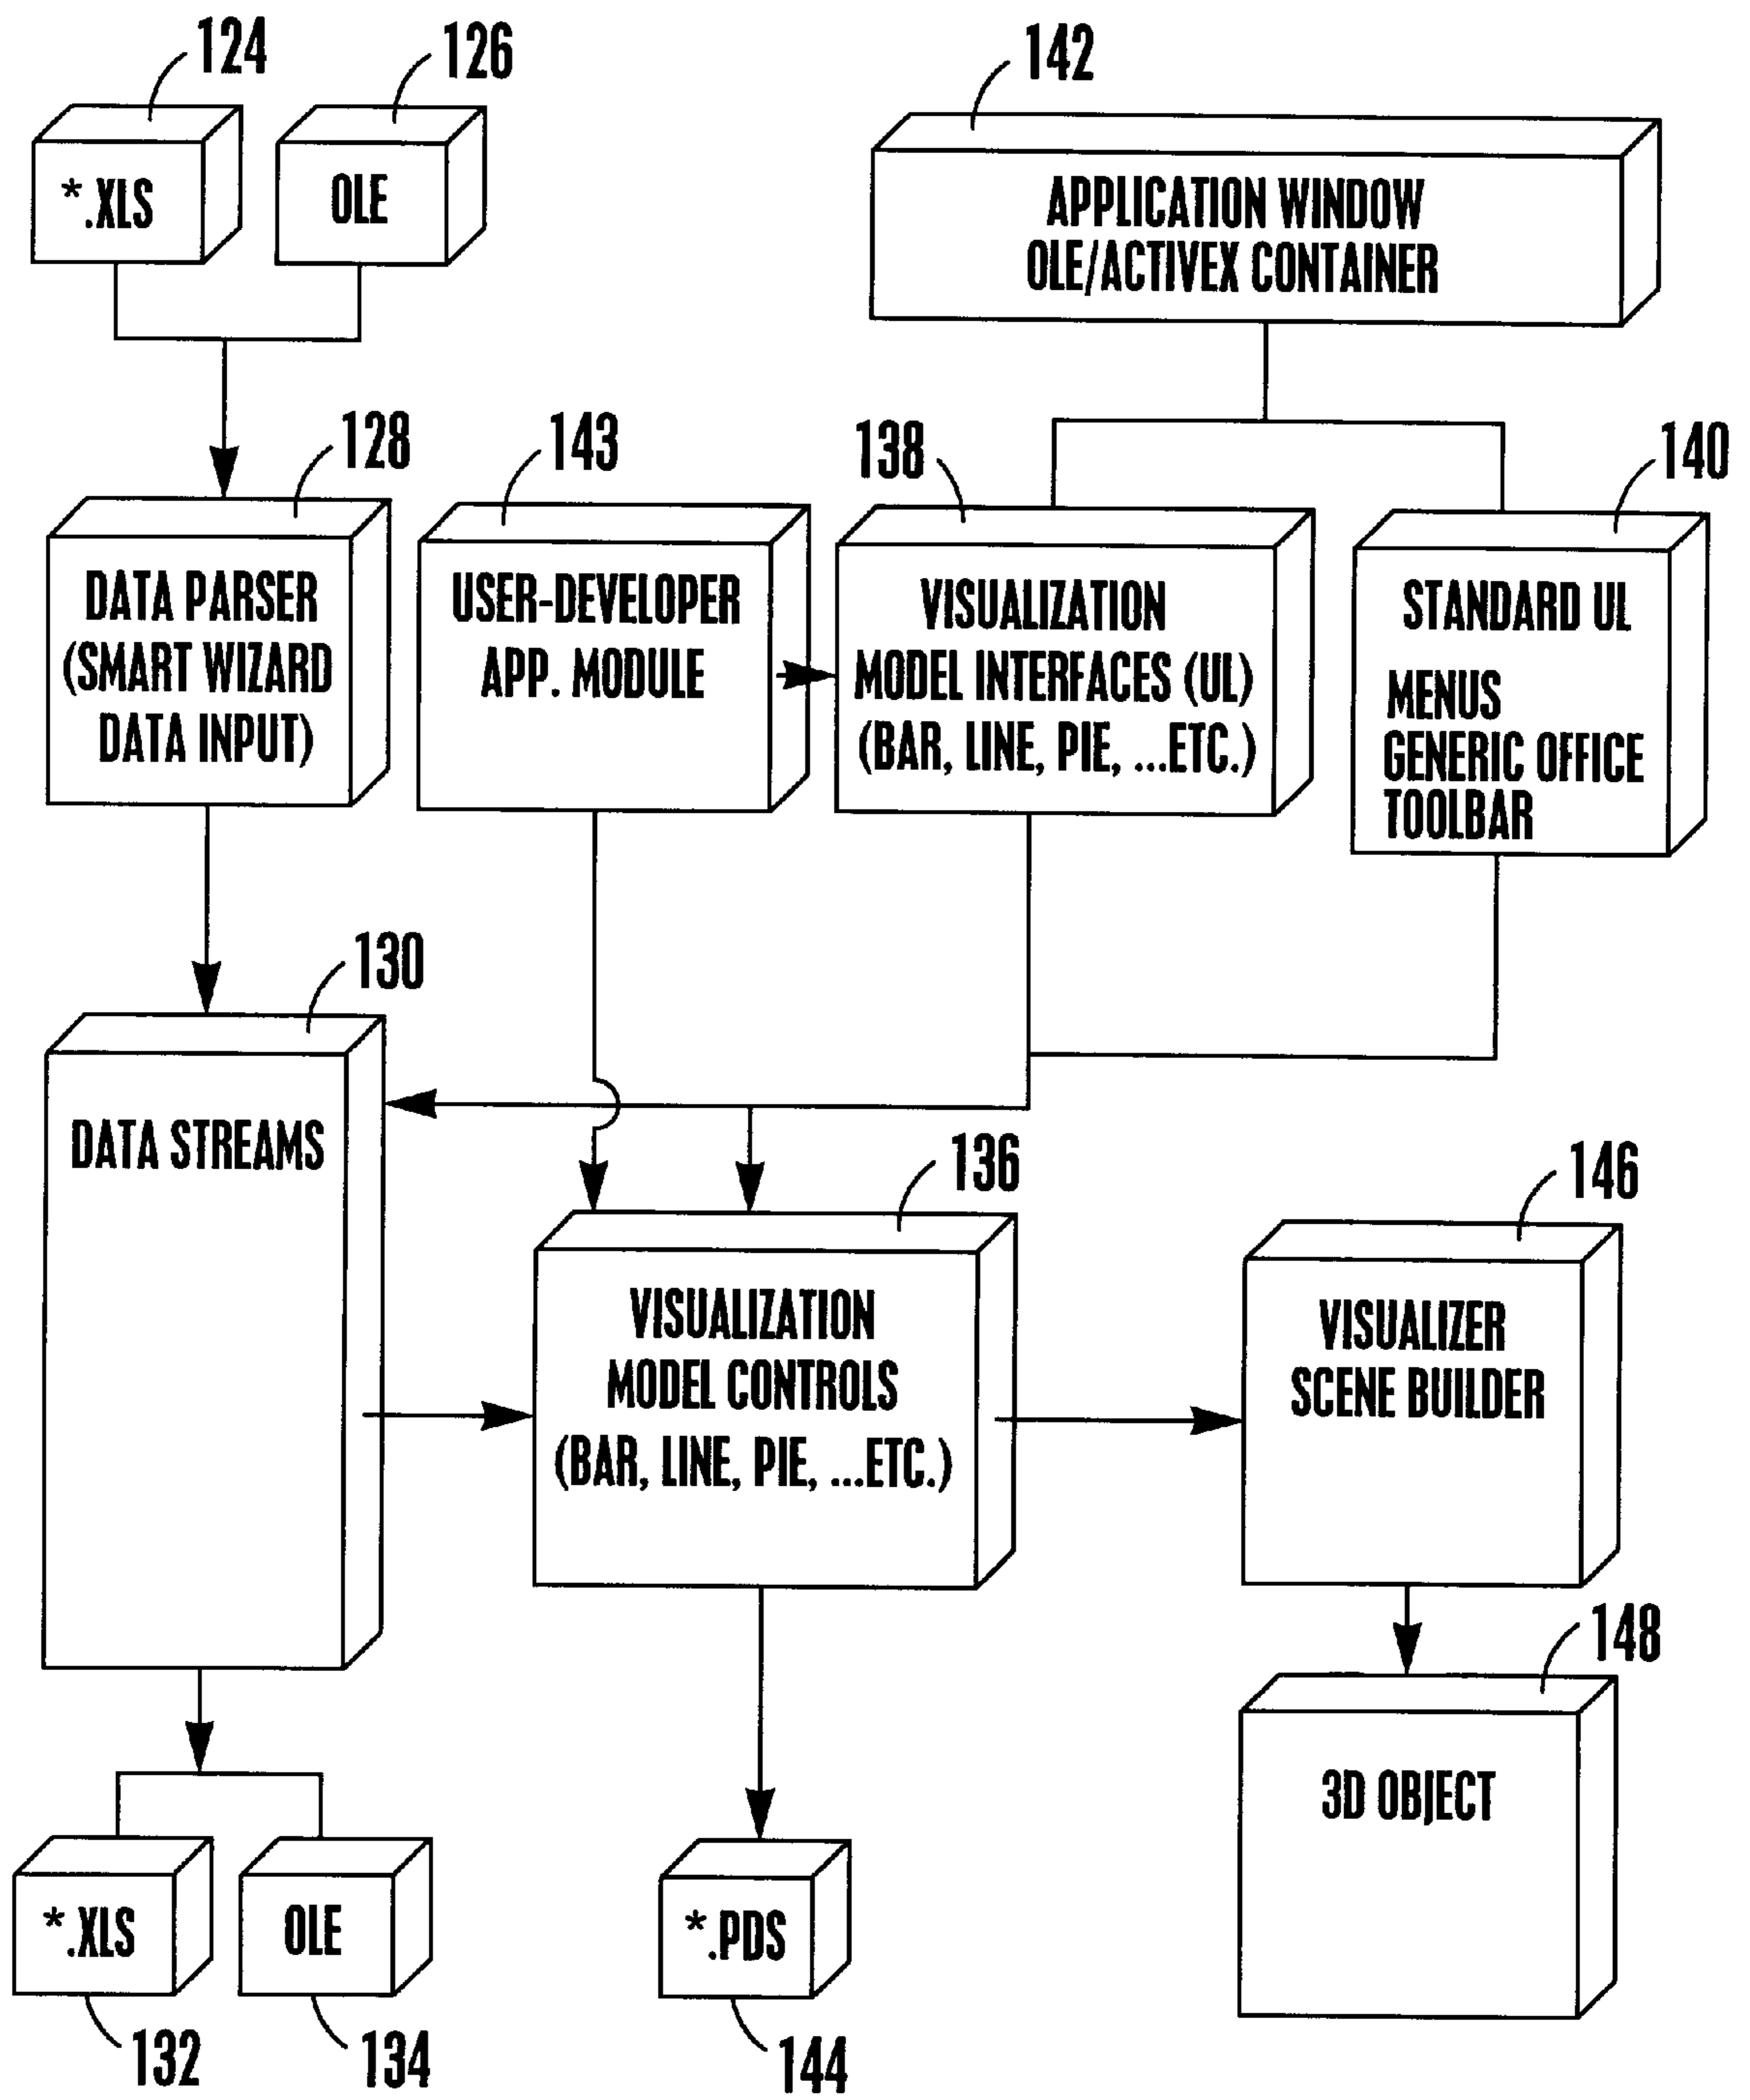 124
126
142
*.XLS
OLE
APPLICATION WINDOW
OLE/ACTIVEX CONTAINER
128
143
138
140
DATA PARSER
(SMART WIZARD
DATA INPUT)
USER-DEVELOPER
APP. MODULE
VISUALIZATION
MODEL INTERFACES (UL)
(BAR, LINE, PIE, ...ETC.)
STANDARD UL
MENUS
GENERIC OFFICE
TOOLBAR
130
DATA STREAMS
136
146
VISUALIZATION
MODEL CONTROLS
(BAR, LINE, PIE, ...ETC.)
VISUALIZER
SCENE BUILDER
148
3D OBJECT
*.XLS
OLE
*.PDS
132
134
144